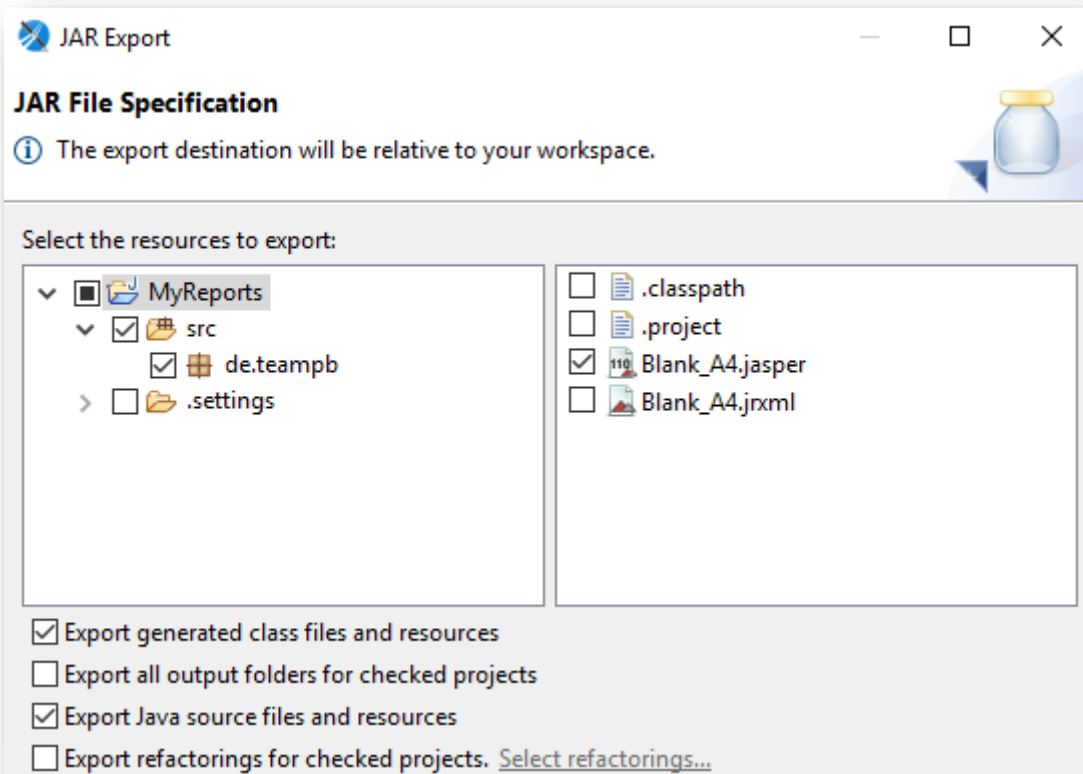 JAR Export
JAR File Specification
The export destination will be relative to your workspace.
Select the resources to export:
MyReports
src
de.teampb
.settings
.classpath
.project
Blank_A4.jasper
Blank_A4.jrxml
Export generated class files and resources
Export all output folders for checked projects
Export Java source files and resources
Export refactorings for checked projects. Select refactorings...